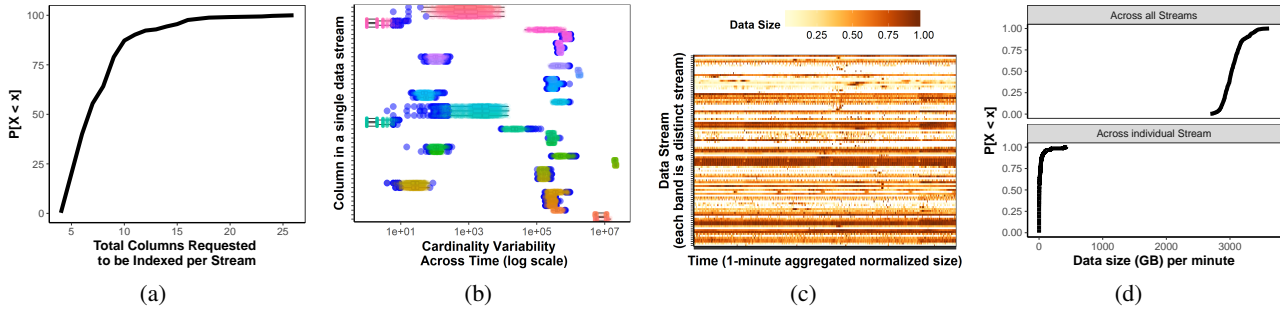 P[X < x]
100
75
50
25
0
5 10 15 20 25
Total Columns Requested
to be Indexed per Stream
(a)
Column in a single data stream
1e+01 1e+03 1e+05 1e+07
Cardinality Variability
Across Time (log scale)
(b)
Data Size
0.25 0.50 0.75 1.00
Data Stream
(each band is a distinct stream)
Time (1-minute aggregated normalized size)
(c)
P[X < x]
Across all Streams
1.00
0.75
0.50
0.25
0.00
Across individual Stream
1.00
0.75
0.50
0.25
0.00
0 1000 2000 3000
Data size (GB) per minute
(d)